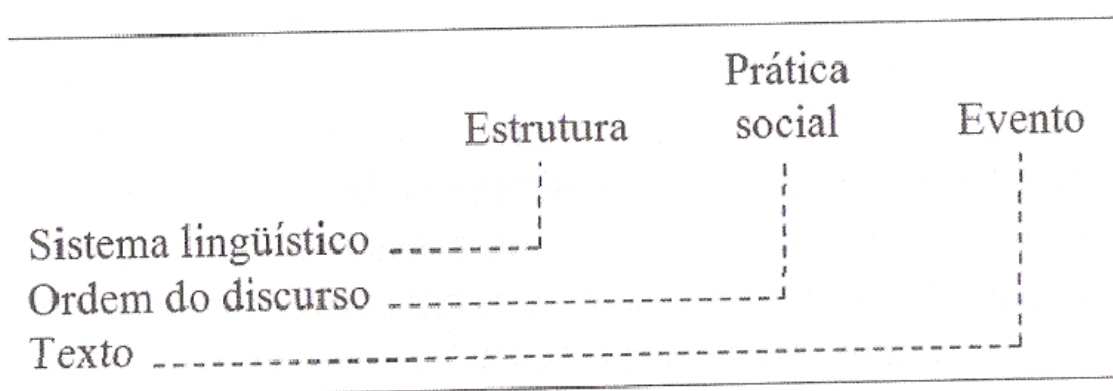 Prática
Estrutura social Evento
Sistema lingüístico
Ordem do discurso
Texto